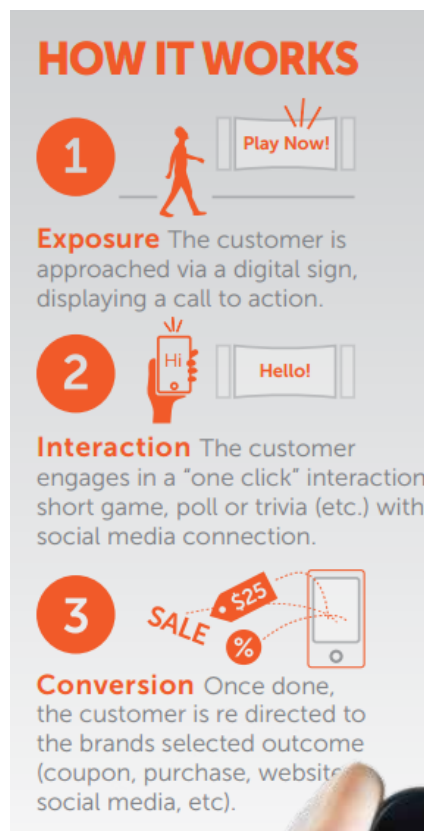 HOW IT WORKS
1
Play Now!
Exposure The customer is
approached via a digital sign,
displaying a call to action.
2
Hi
Hello!
Interaction The customer
engages in a "one click" interaction
short game, poll or trivia (etc.) with
social media connection.
3
SALE
$25
%
Conversion Once done,
the customer is re directed to
the brands selected outcome
(coupon, purchase, website
social media, etc).